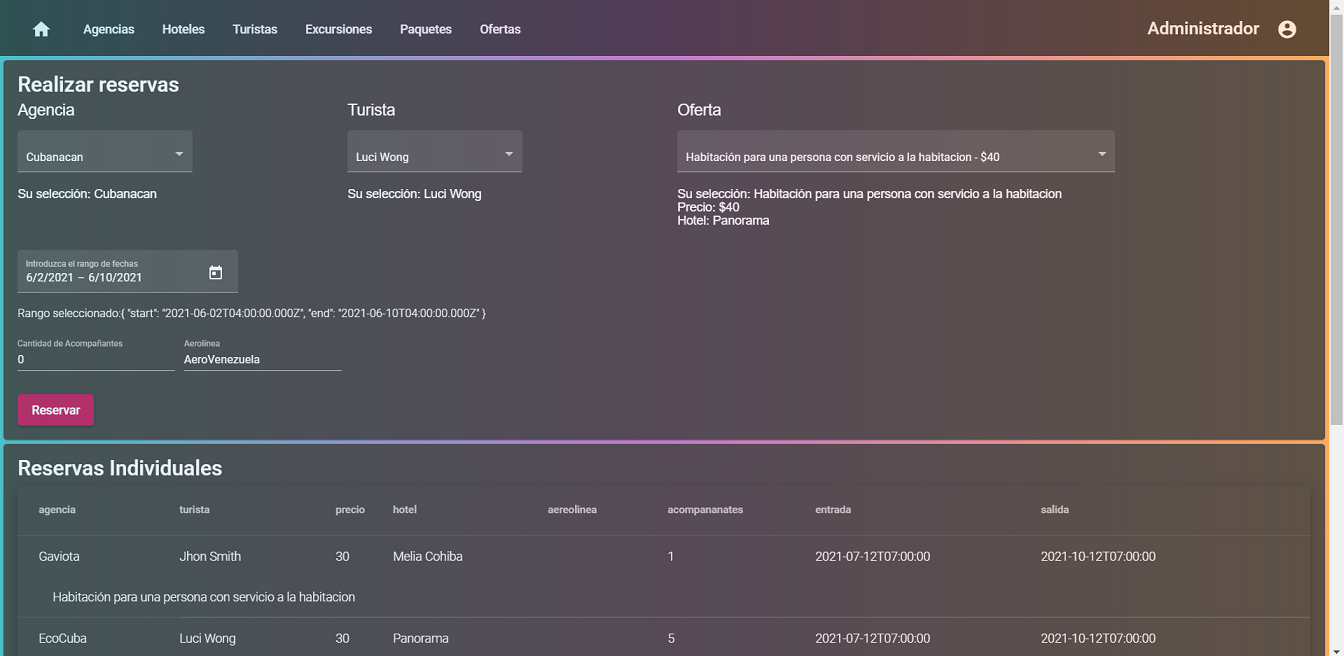 Agencias Hoteles Turistas Excursiones Paquetes Ofertas Administrador
Realizar reservas
Agencia Turista Oferta
Cubanacan Luci Wong Habitación para una persona con servicio a la habitacion - $40
Su selección: Cubanacan Su selección: Luci Wong Su selección: Habitación para una persona con servicio a la habitacion
Precio: $40
Hotel: Panorama
Introduzca el rango de fechas
6/2/2021 – 6/10/2021
Rango seleccionado:{ "start": "2021-06-02T04:00:00.000Z", "end": "2021-06-10T04:00:00.000Z" }
Cantidad de Acompañantes Aerolínea
0 AeroVenezuela
Reservar
Reservas Individuales
agencia turista precio hotel aereolinea acompananates entrada salida
Gaviota Jhon Smith 30 Melia Cohiba 1 2021-07-12T07:00:00 2021-10-12T07:00:00
Habitación para una persona con servicio a la habitacion
EcoCuba Luci Wong 30 Panorama 5 2021-07-12T07:00:00 2021-10-12T07:00:00